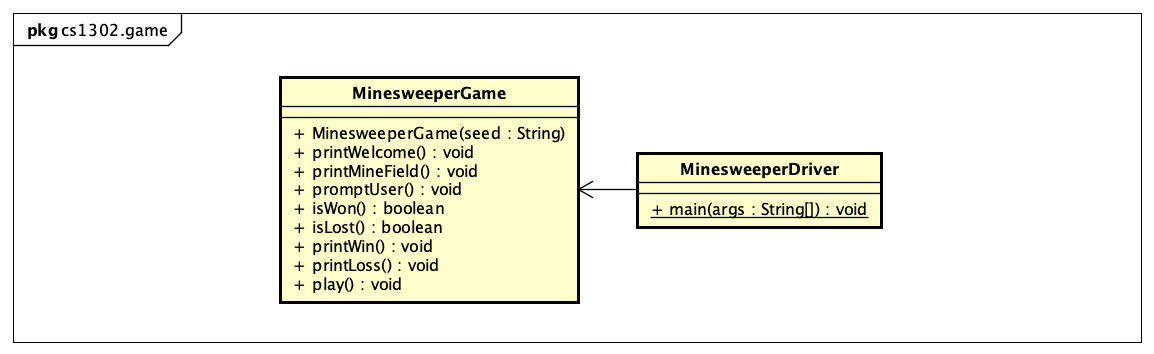 pkg cs1302.game
MinesweeperGame
+ MinesweeperGame(seed : String)
+ printWelcome() : void
+ printMineField() : void
+ promptUser() : void
+ isWon() : boolean
+ isLost() : boolean
+ printWin() : void
+ printLoss() : void
+ play() : void
MinesweeperDriver
+ main(args : String[]) : void